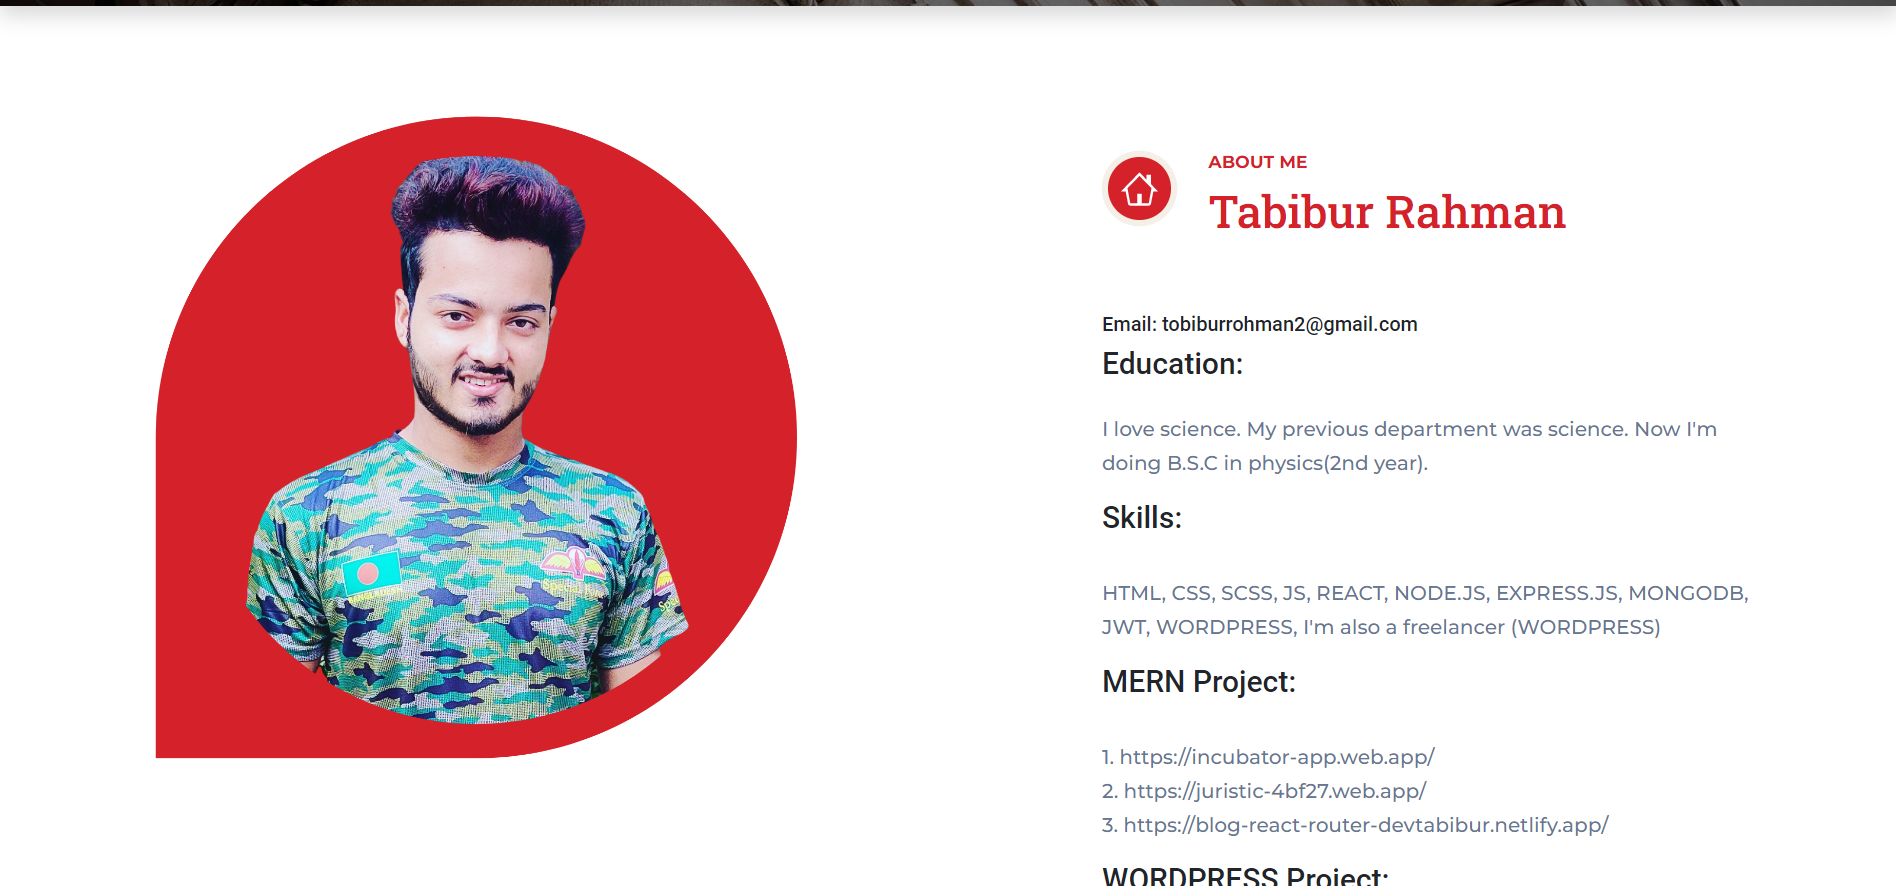 ABOUT ME
Tabibur Rahman
Email: tobiburrohman2@gmail.com
Education:
I love science. My previous department was science. Now I'm
doing B.S.C in physics(2nd year).
Skills:
HTML, CSS, SCSS, JS, REACT, NODE.JS, EXPRESS.JS, MONGODB,
JWT, WORDPRESS, I'm also a freelancer (WORDPRESS)
MERN Project:
1. https://incubator-app.web.app/
2. https://juristic-4bf27.web.app/
3. https://blog-react-router-devtabibur.netlify.app/
WORDPRESS Project: